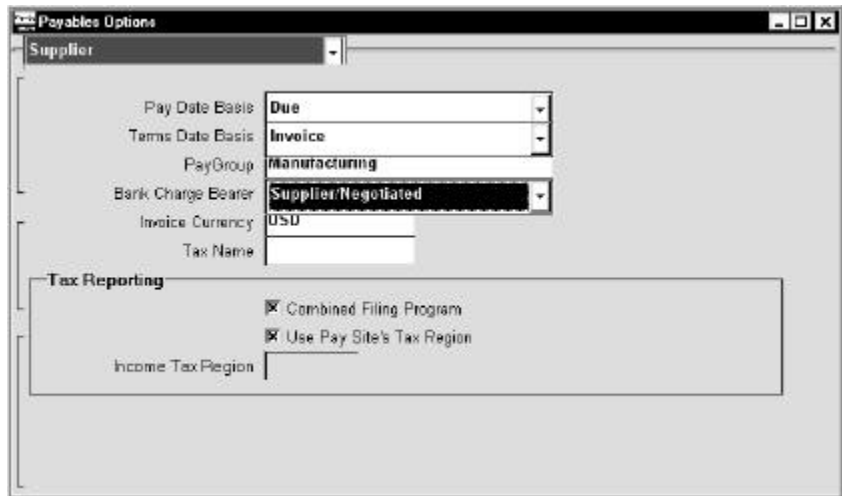 Payables Options
Supplier
Pay Date Basis Due
Terms Date Basis Invoice
PayGroup Manufacturing
Bank Charge Bearer Supplier/Negotiated
Invoice Currency USD
Tax Name
Tax Reporting
Combined Filing Program
Use Pay Site's Tax Region
Income Tax Region